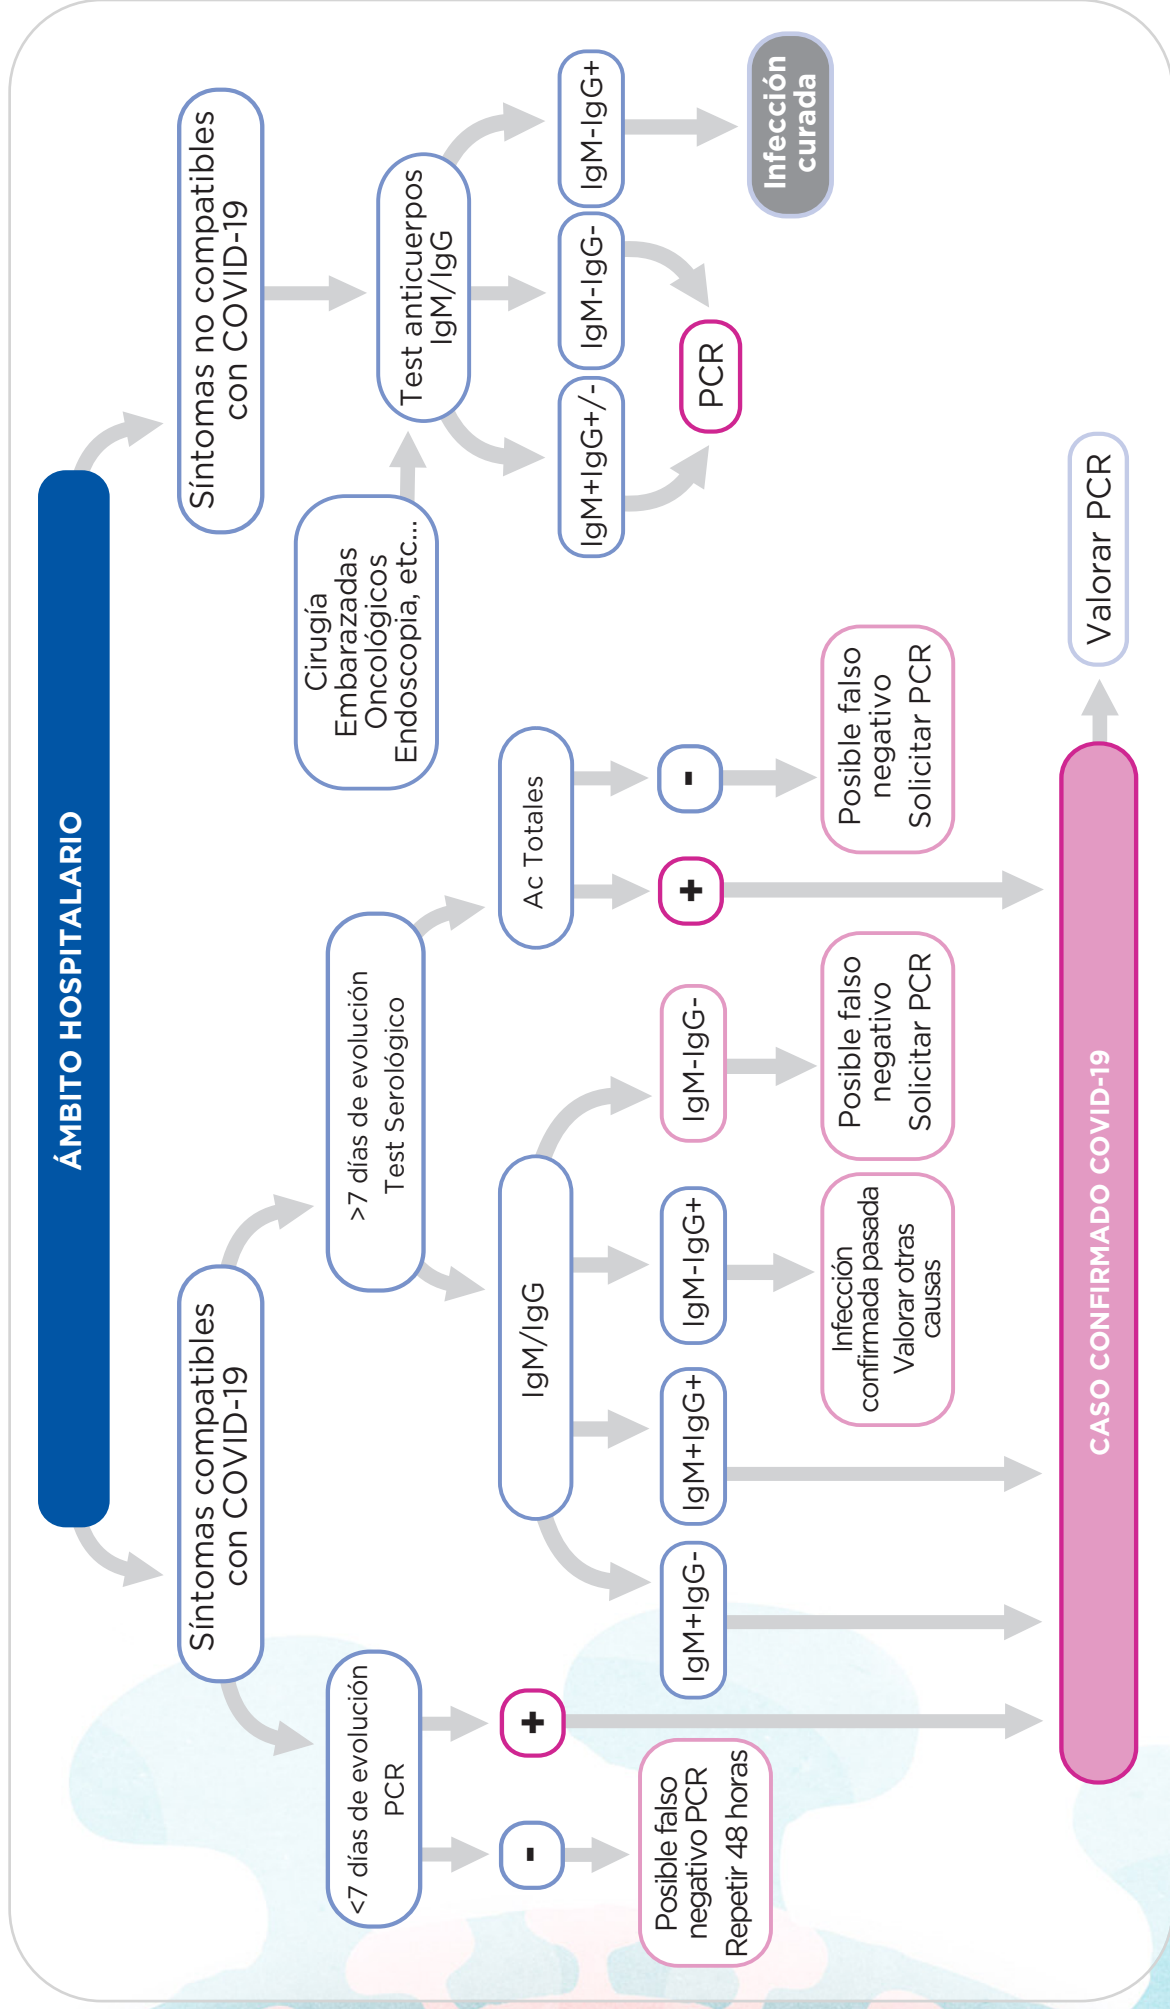 ÁMBITO HOSPITALARIO
Síntomas compatibles
con COVID-19
Síntomas no compatibles
con COVID-19
<7 días de evolución
PCR
>7 días de evolución
Test Serológico
Cirugía
Embarazadas
Oncológicos
Endoscopia, etc...
Test anticuerpos
IgM/IgG
-
+
IgM/IgG
Ac Totales
IgM+IgG+/-
IgM-IgG-
IgM-IgG+
Posible falso
negativo PCR
Repetir 48 horas
IgM+IgG-
IgM+IgG+
IgM-IgG+
IgM-IgG-
+
-
PCR
Infección
curada
Infección
confirmada pasada
Valorar otras
causas
Posible falso
negativo
Solicitar PCR
Posible falso
negativo
Solicitar PCR
CASO CONFIRMADO COVID-19
Valorar PCR